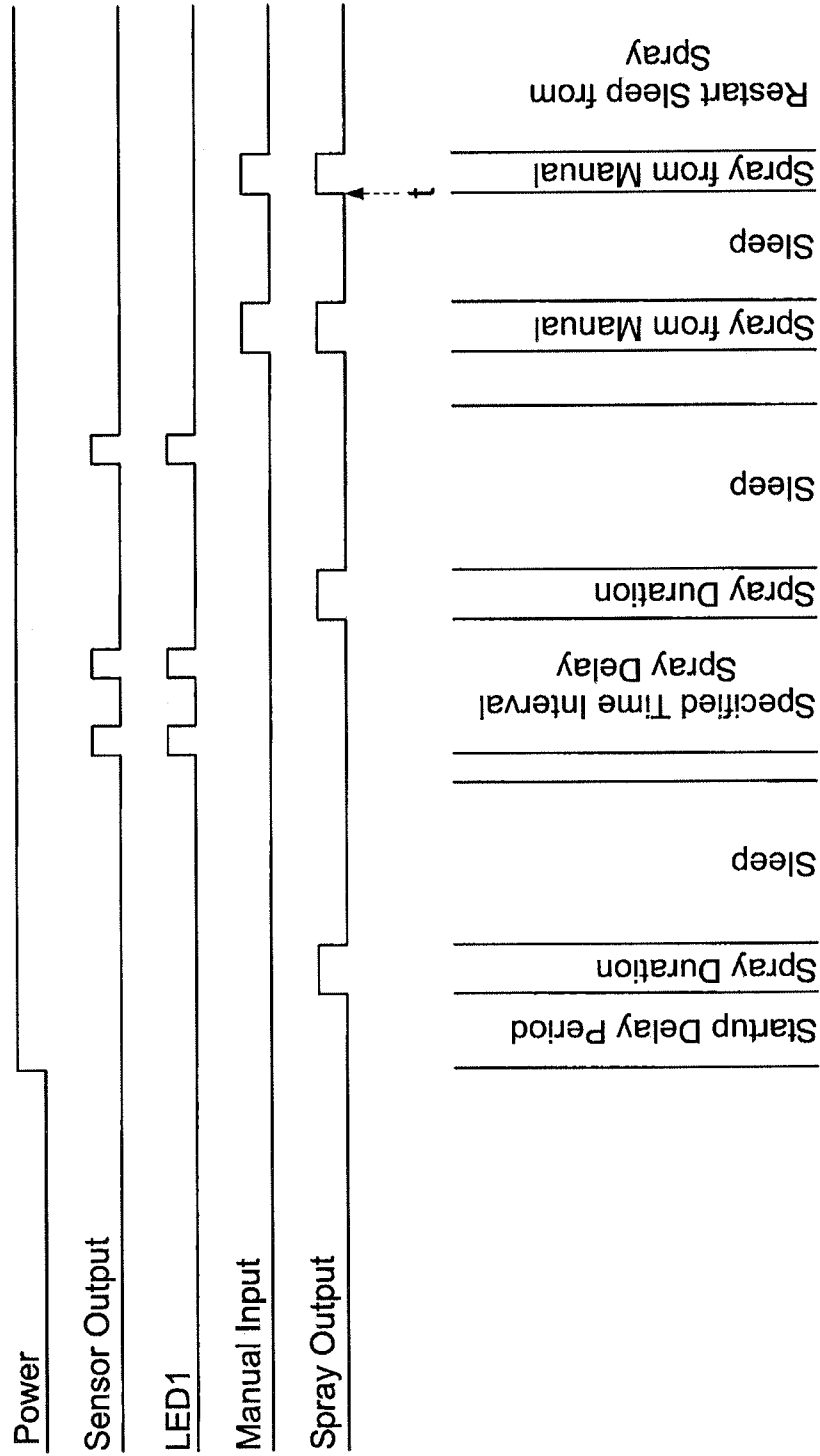 Power
Sensor Output
LED1
Manual Input
Spray Output
t
Startup Delay Period
Spray Duration
Sleep
Specified Time Interval
Spray Delay
Spray Duration
Sleep
Spray from Manual
Sleep
Spray from Manual
Restart Sleep from
Spray